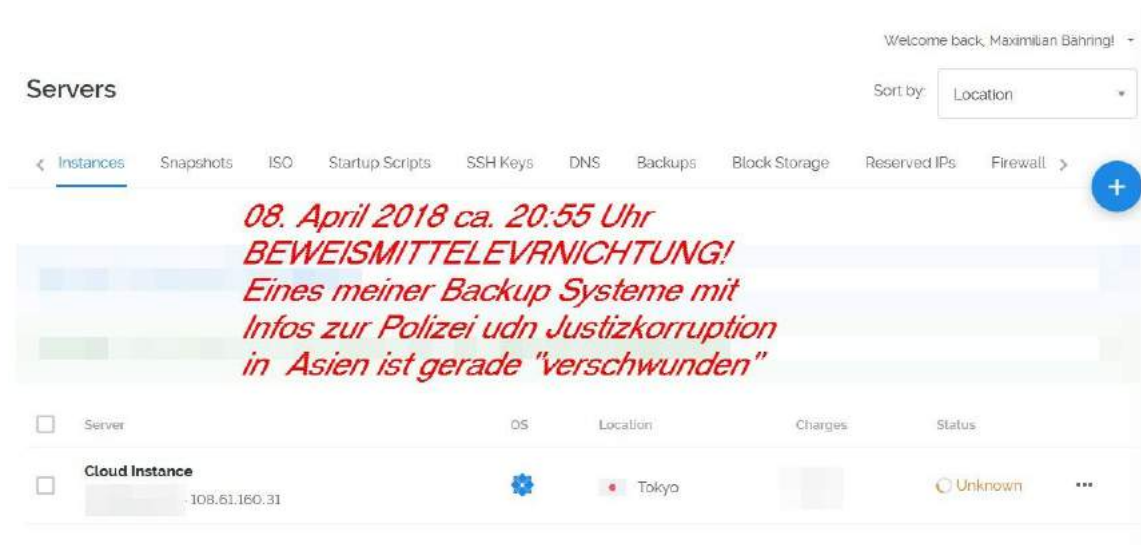 Welcome back, Maximilian Bähring!
Servers
Sort by: Location
Instances Snapshots ISO Startup Scripts SSH Keys DNS Backups Block Storage Reserved IPs Firewall
08. April 2018 ca. 20:55 Uhr
BEWEISMITTELEVRNICHTUNG!
Eines meiner Backup Systeme mit
Infos zur Polizei udn Justizkorruption
in Asien ist gerade "verschwunden"
Server OS Location Charges Status
Cloud Instance
- 108.61.160.31 Tokyo Unknown